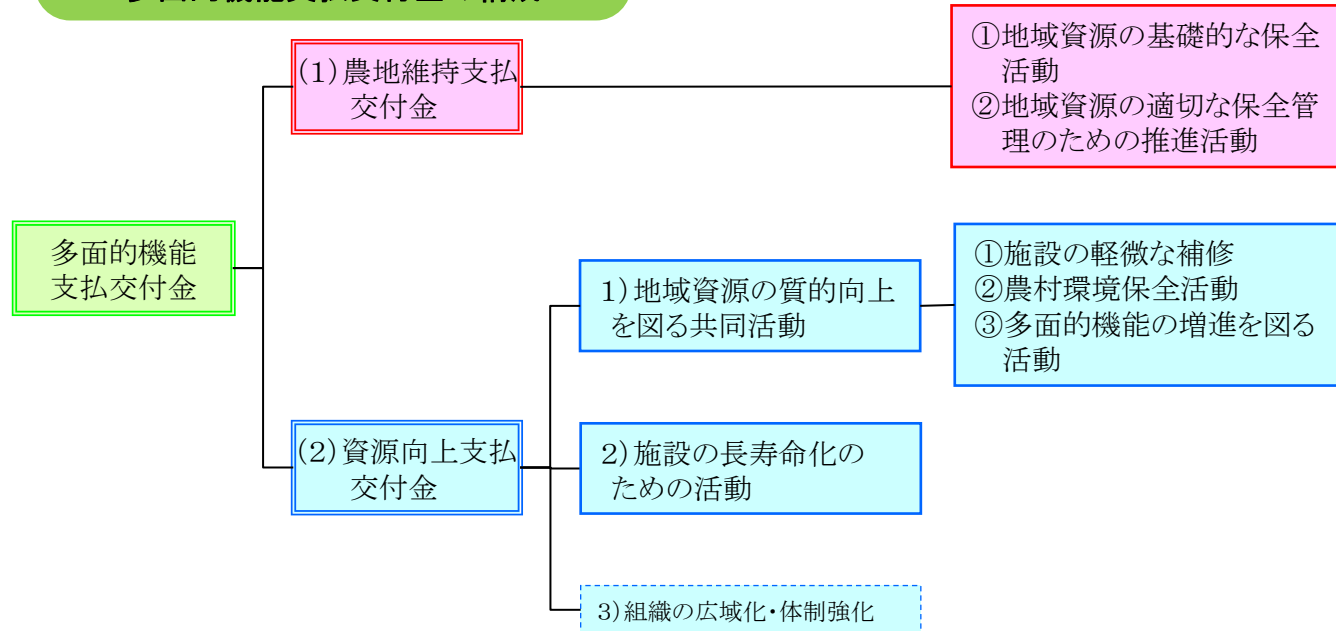 (1)農地維持支払
交付金
①地域資源の基礎的な保全
活動
②地域資源の適切な保全管
理のための推進活動
多面的機能
支払交付金
(2)資源向上支払
交付金
1)地域資源の質的向上
を図る共同活動
①施設の軽微な補修
②農村環境保全活動
③多面的機能の増進を図る
活動
2)施設の長寿命化の
ための活動
3)組織の広域化・体制強化